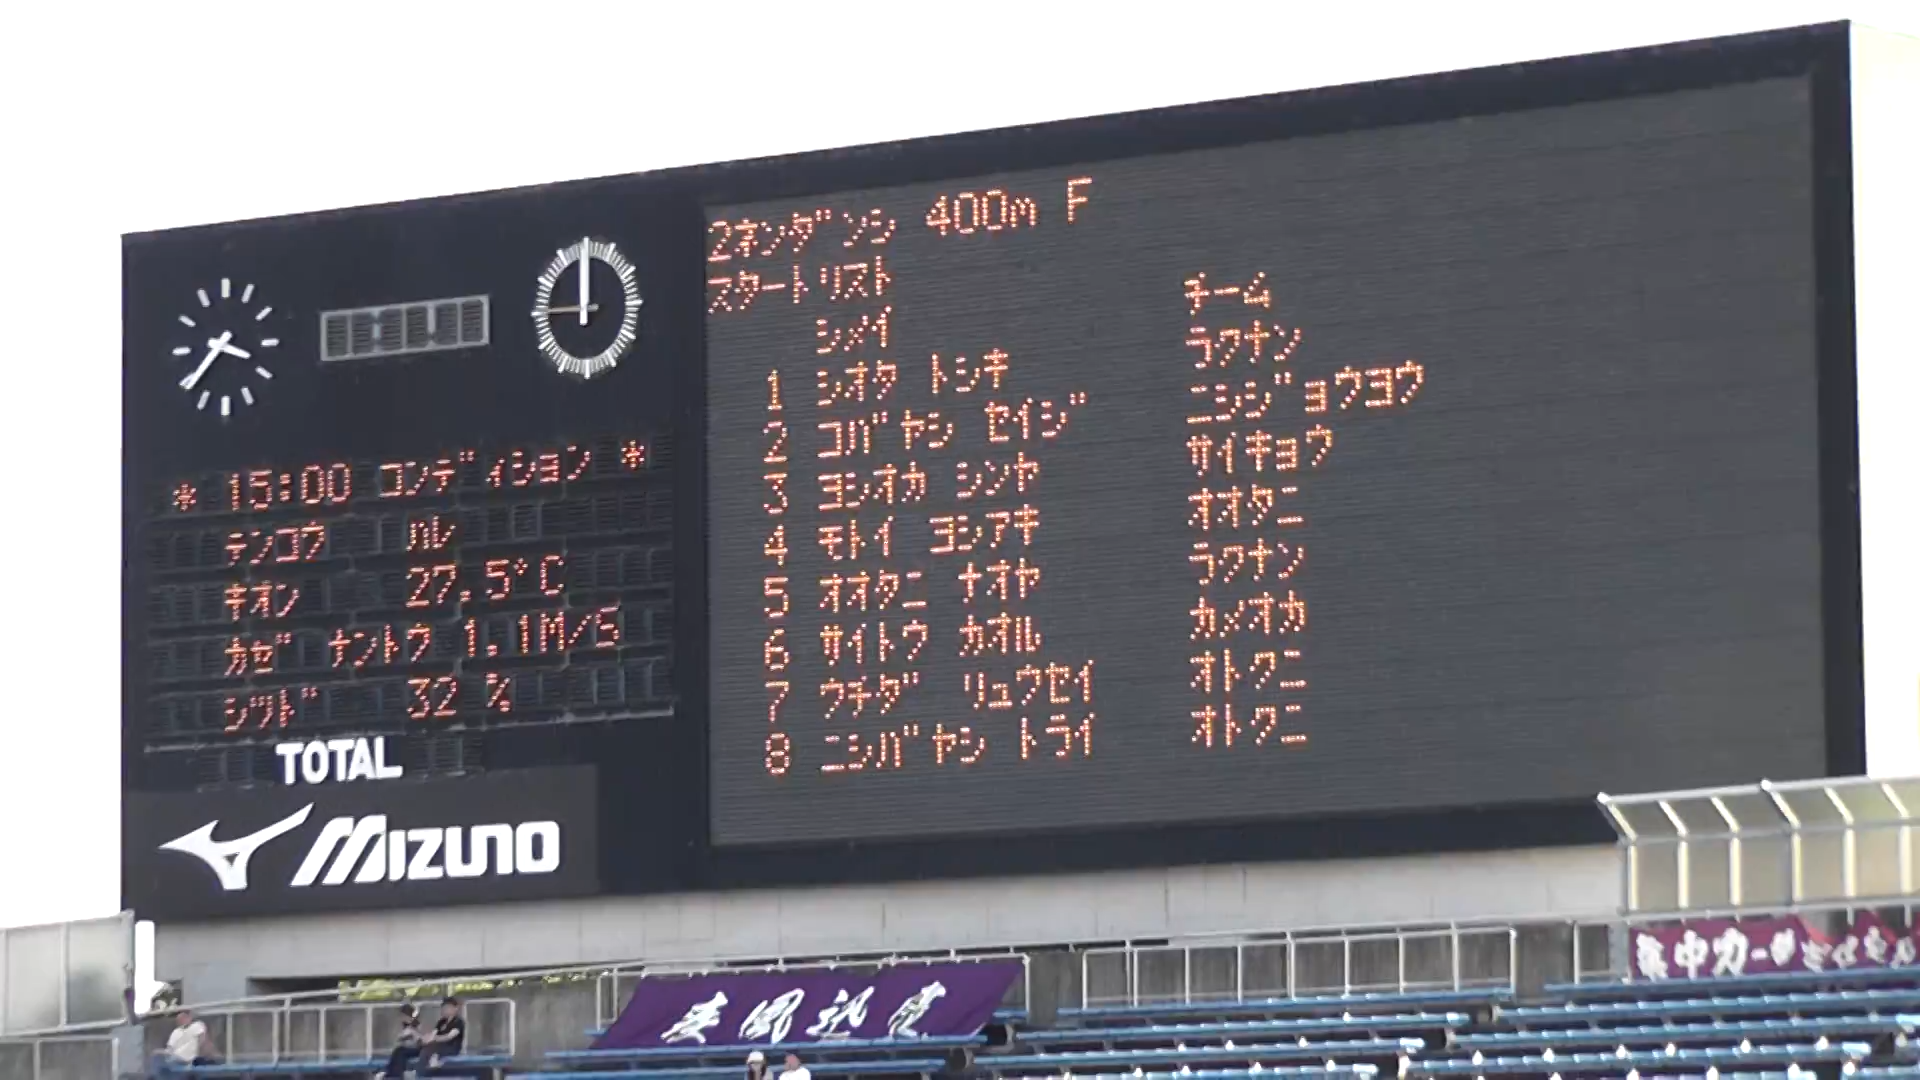 * 15:00 コンディション *
テンコウ ハレ
キオン 27.5°C
カゼ ナントウ 1.1M/S
シツド 32 %
TOTAL
MIZUNO
2ネンダンシ 400m F
スタートリスト
シメイ チーム
1 シオタ トシキ ラクナン
2 コバヤシ セイジ ニシジョウヨウ
3 ヨシオカ シンヤ サイキョウ
4 モトイ ヨシアキ オオタニ
5 オオタニ ナオヤ ラクナン
6 サイトウ カオル カメオカ
7 ウチダ リュウセイ オトクニ
8 ニシバヤシ トライ オトクニ
集中力一